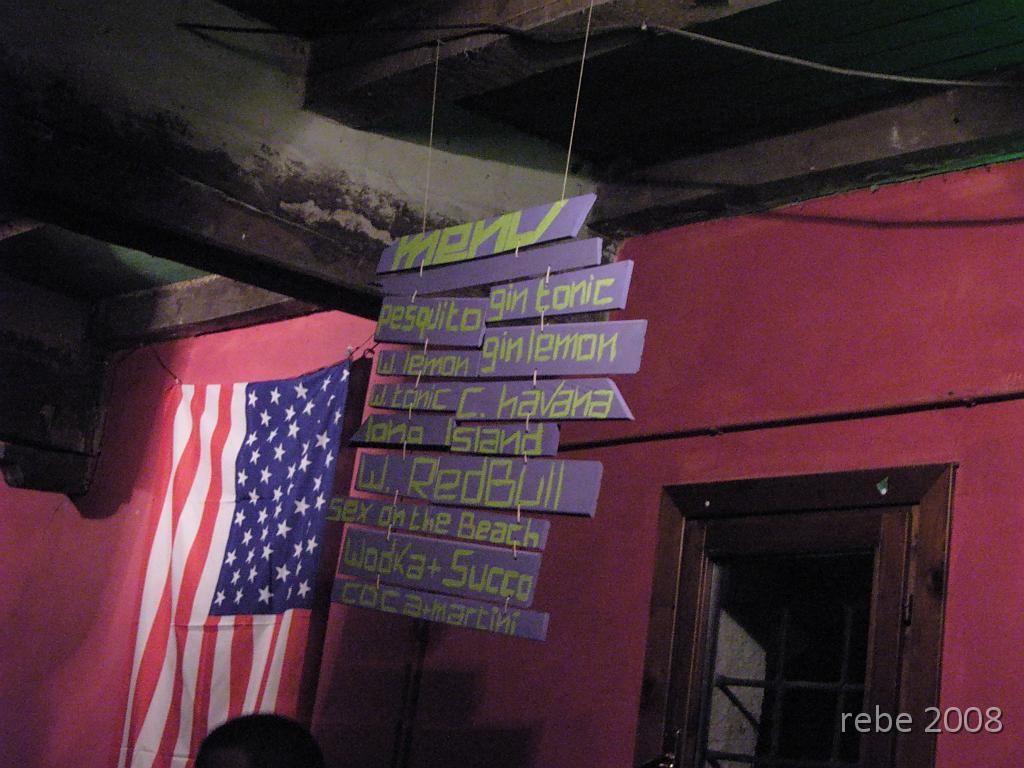 menu
pesquito gin tonic
w. lemon gin lemon
w. tonic C. havana
long Island
W. RedBull
sex on the Beach
Wodka + Succo
coca+martini
rebe 2008